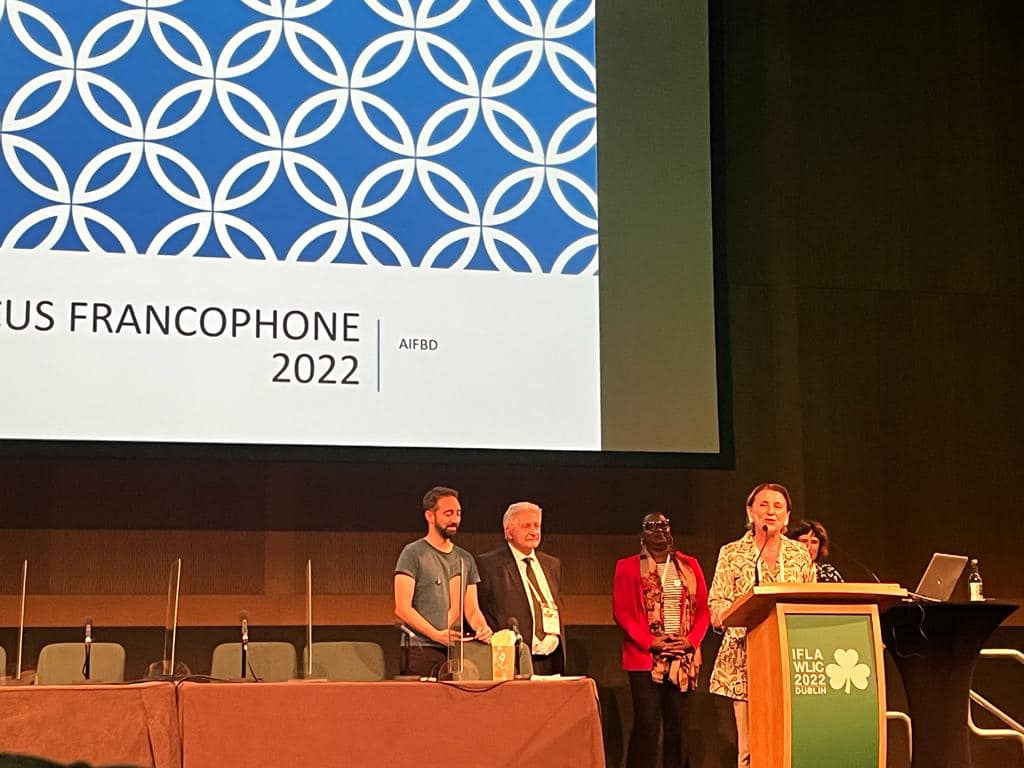 CUS FRANCOPHONE
2022
AIFBD
IFLA
WLIC
2022
DUBLIN